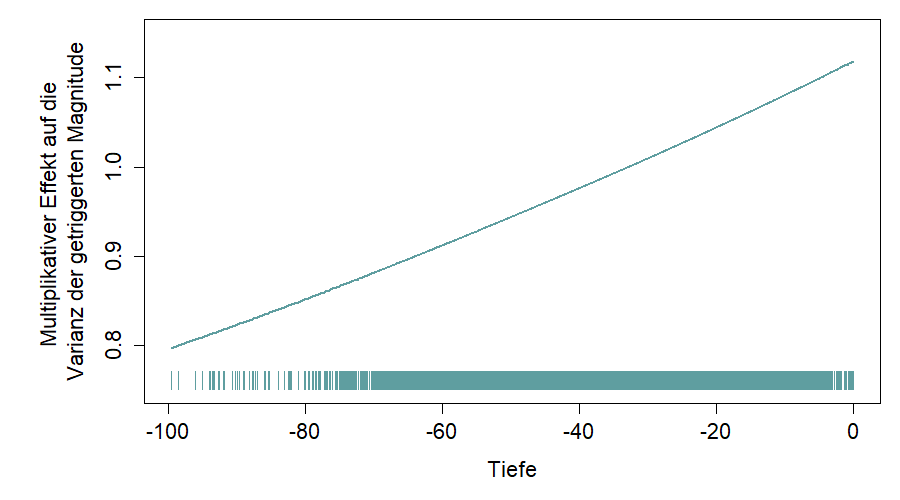 Multiplikativer Effekt auf die
Varianz der getriggerten Magnitude
1.1
1.0
0.9
0.8
-100 -80 -60 -40 -20 0
Tiefe